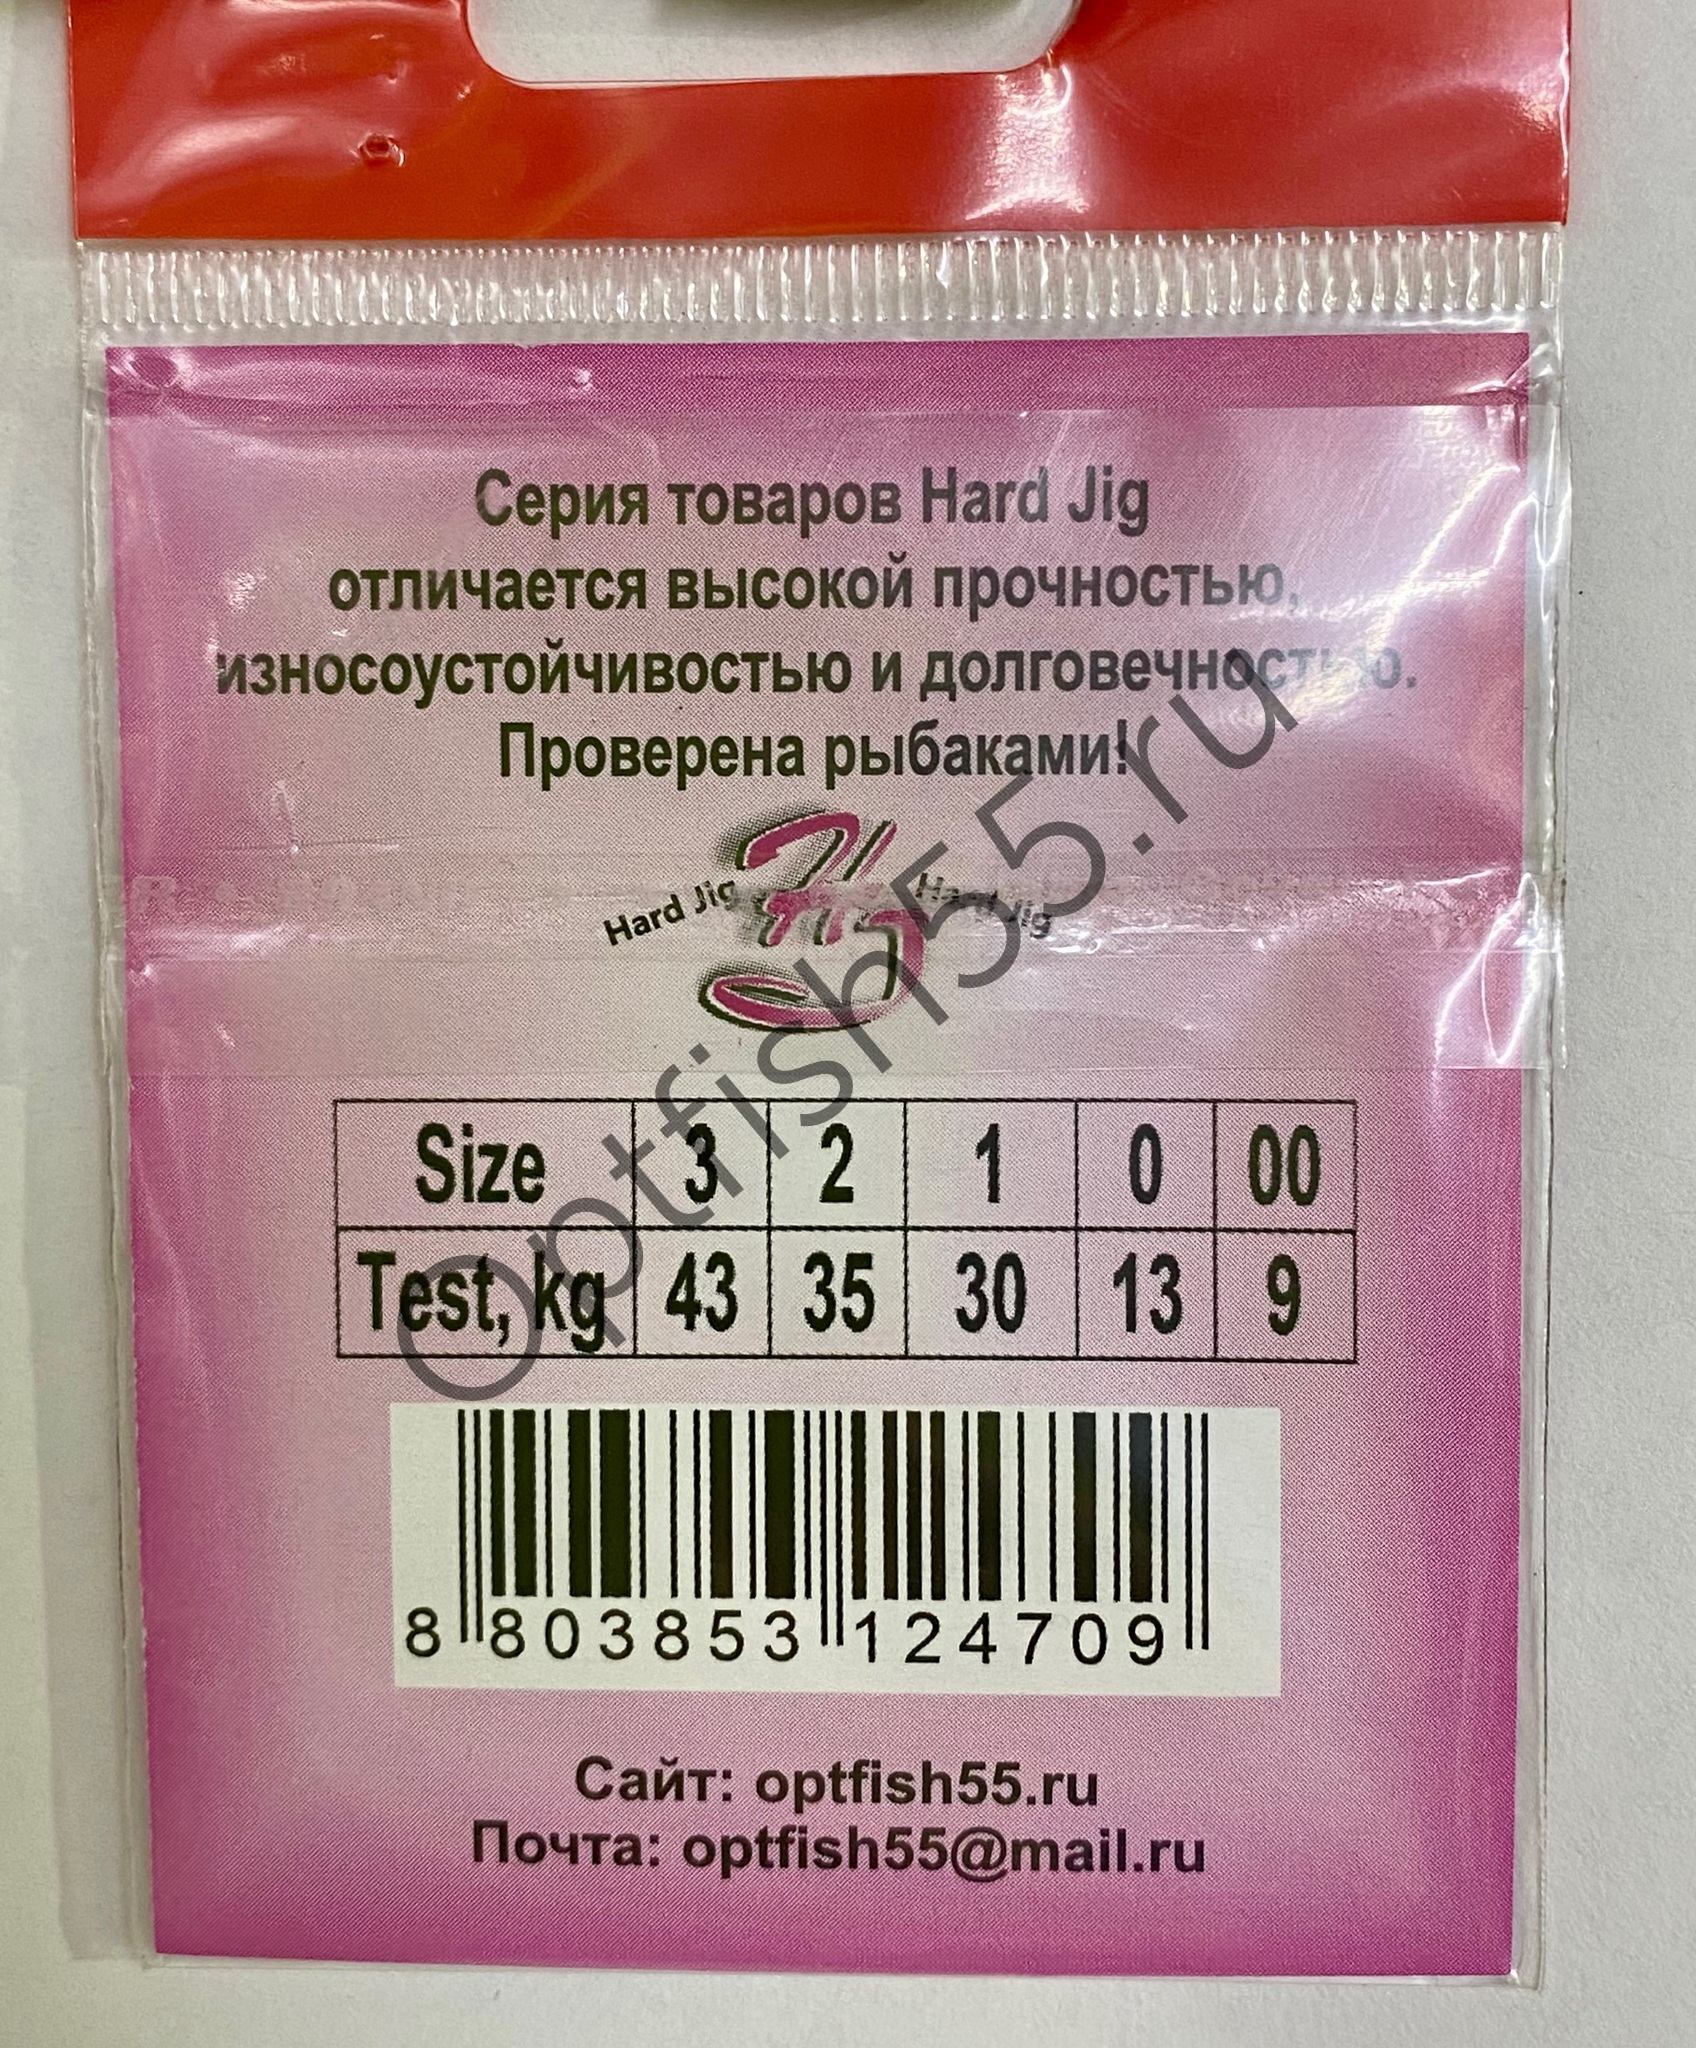 Серия товаров Hard Jig
отличается высокой прочностью,
износоустойчивостью и долговечностью.
Проверена рыбаками!
Hard Jig Hard Jig
Size 3 2 1 0 00
Test, kg 43 35 30 13 9
8 803853 124709
Сайт: optfish55.ru
Почта: optfish55@mail.ru
Optfish55.ru